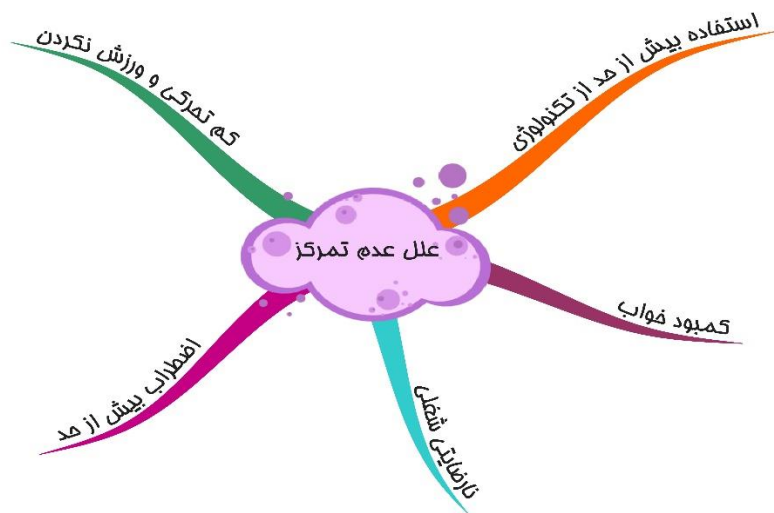 علل عدم تمرکز
استفاده بیش از حد از تکنولوژی
کمبود خواب
نارضایتی شغلی
اضطراب بیش از حد
کم تحرکی و ورزش نکردن